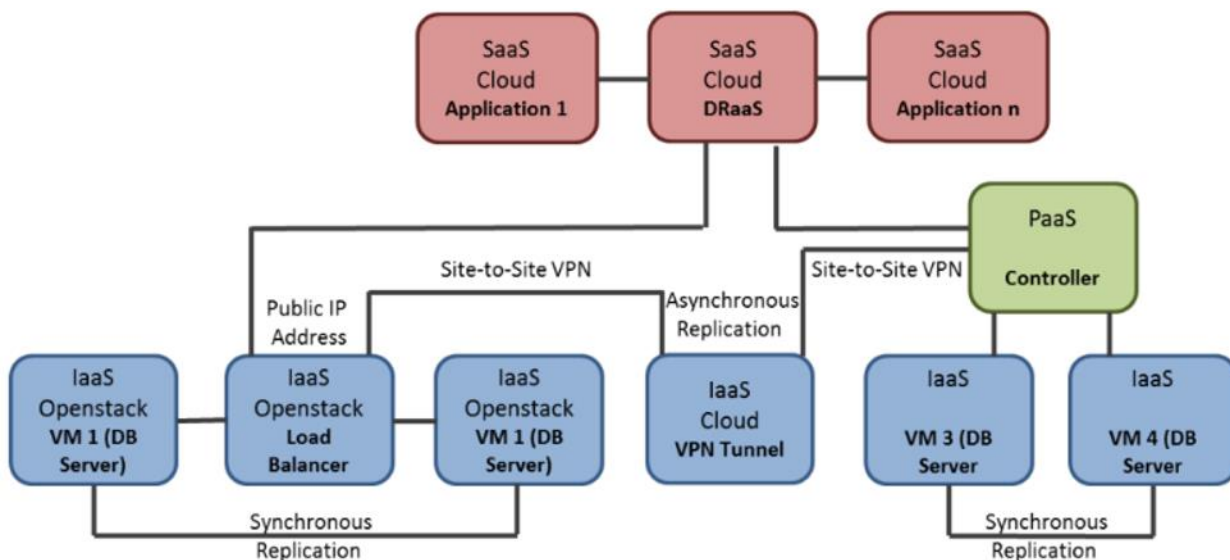 SaaS
Cloud
Application 1
SaaS
Cloud
DRaaS
SaaS
Cloud
Application n
PaaS
Controller
Site-to-Site VPN
Site-to-Site VPN
Public IP
Address
Asynchronous
Replication
IaaS
Openstack
VM 1 (DB
Server)
IaaS
Openstack
Load
Balancer
IaaS
Openstack
VM 1 (DB
Server)
IaaS
Cloud
VPN Tunnel
IaaS
VM 3 (DB
Server
IaaS
VM 4 (DB
Server
Synchronous
Replication
Synchronous
Replication